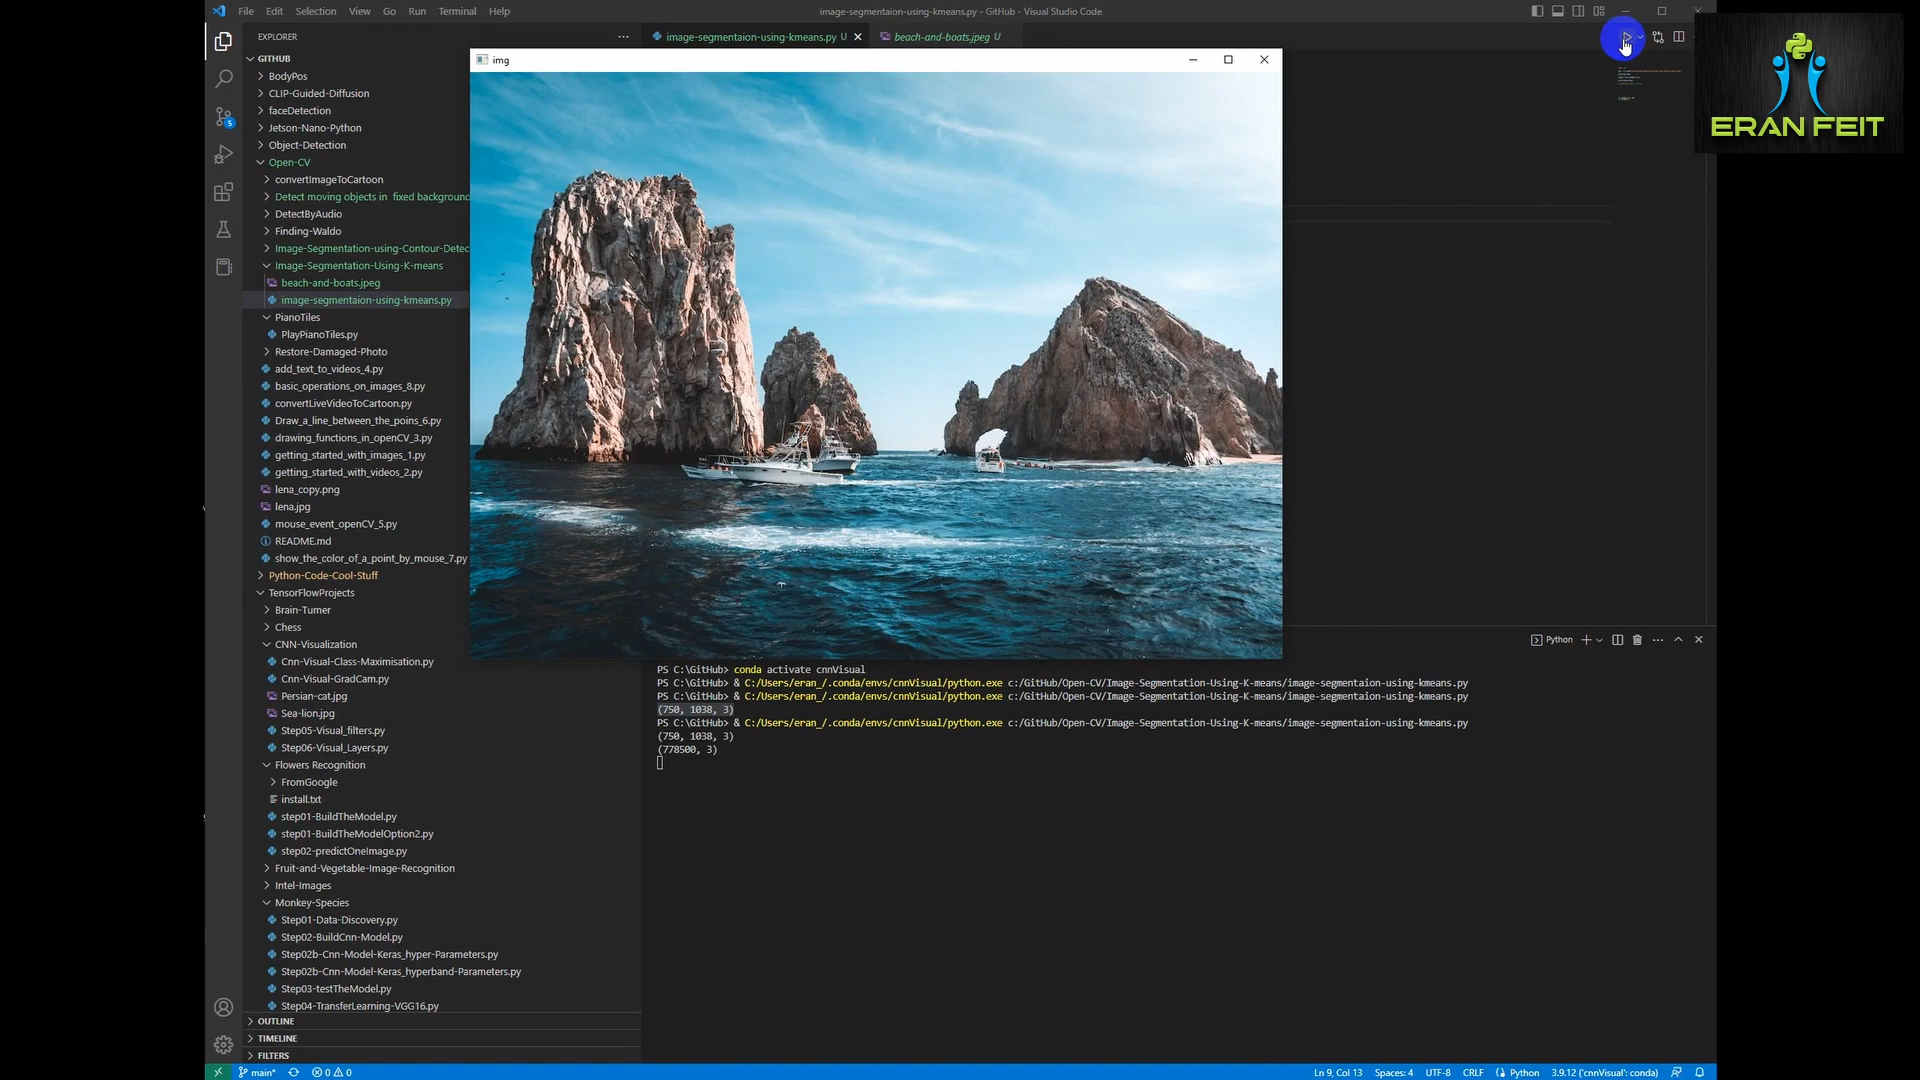 File Edit Selection View Go Run Terminal Help
image-segmentaion-using-kmeans.py - GitHub - Visual Studio Code
EXPLORER
image-segmentaion-using-kmeans.py U
beach-and-boats.jpeg U
GITHUB
BodyPos
CLIP-Guided-Diffusion
faceDetection
Jetson-Nano-Python
Object-Detection
Open-CV
convertImageToCartoon
Detect moving objects in fixed background
DetectByAudio
Finding-Waldo
Image-Segmentation-using-Contour-Detec
Image-Segmentation-Using-K-means
beach-and-boats.jpeg
image-segmentaion-using-kmeans.py
PianoTiles
PlayPianoTiles.py
Restore-Damaged-Photo
add_text_to_videos_4.py
basic_operations_on_images_8.py
convertLiveVideoToCartoon.py
Draw_a_line_between_the_poins_6.py
drawing_functions_in_openCV_3.py
getting_started_with_images_1.py
getting_started_with_videos_2.py
lena_copy.png
lena.jpg
mouse_event_openCV_5.py
README.md
show_the_color_of_a_point_by_mouse_7.py
Python-Code-Cool-Stuff
TensorFlowProjects
Brain-Tumer
Chess
CNN-Visualization
Cnn-Visual-Class-Maximisation.py
Cnn-Visual-GradCam.py
Persian-cat.jpg
Sea-lion.jpg
Step05-Visual_filters.py
Step06-Visual_Layers.py
Flowers Recognition
FromGoogle
install.txt
step01-BuildTheModel.py
step01-BuildTheModelOption2.py
step02-predictOneImage.py
Fruit-and-Vegetable-Image-Recognition
Intel-Images
Monkey-Species
Step01-Data-Discovery.py
Step02-BuildCnn-Model.py
Step02b-Cnn-Model-Keras_hyper-Parameters.py
Step02b-Cnn-Model-Keras_hyperband-Parameters.py
Step03-testTheModel.py
Step04-TransferLearning-VGG16.py
OUTLINE
TIMELINE
FILTERS
5
img
ERAN FEIT
Python
PS C:\GitHub> conda activate cnnVisual
PS C:\GitHub> & C:/Users/eran_/.conda/envs/cnnVisual/python.exe c:/GitHub/Open-CV/Image-Segmentation-Using-K-means/image-segmentaion-using-kmeans.py
PS C:\GitHub> & C:/Users/eran_/.conda/envs/cnnVisual/python.exe c:/GitHub/Open-CV/Image-Segmentation-Using-K-means/image-segmentaion-using-kmeans.py
(750, 1038, 3)
PS C:\GitHub> & C:/Users/eran_/.conda/envs/cnnVisual/python.exe c:/GitHub/Open-CV/Image-Segmentation-Using-K-means/image-segmentaion-using-kmeans.py
(750, 1038, 3)
(778500, 3)
main* 0 0
Ln 9, Col 13 Spaces: 4 UTF-8 CRLF Python 3.9.12 ('cnnVisual': conda)